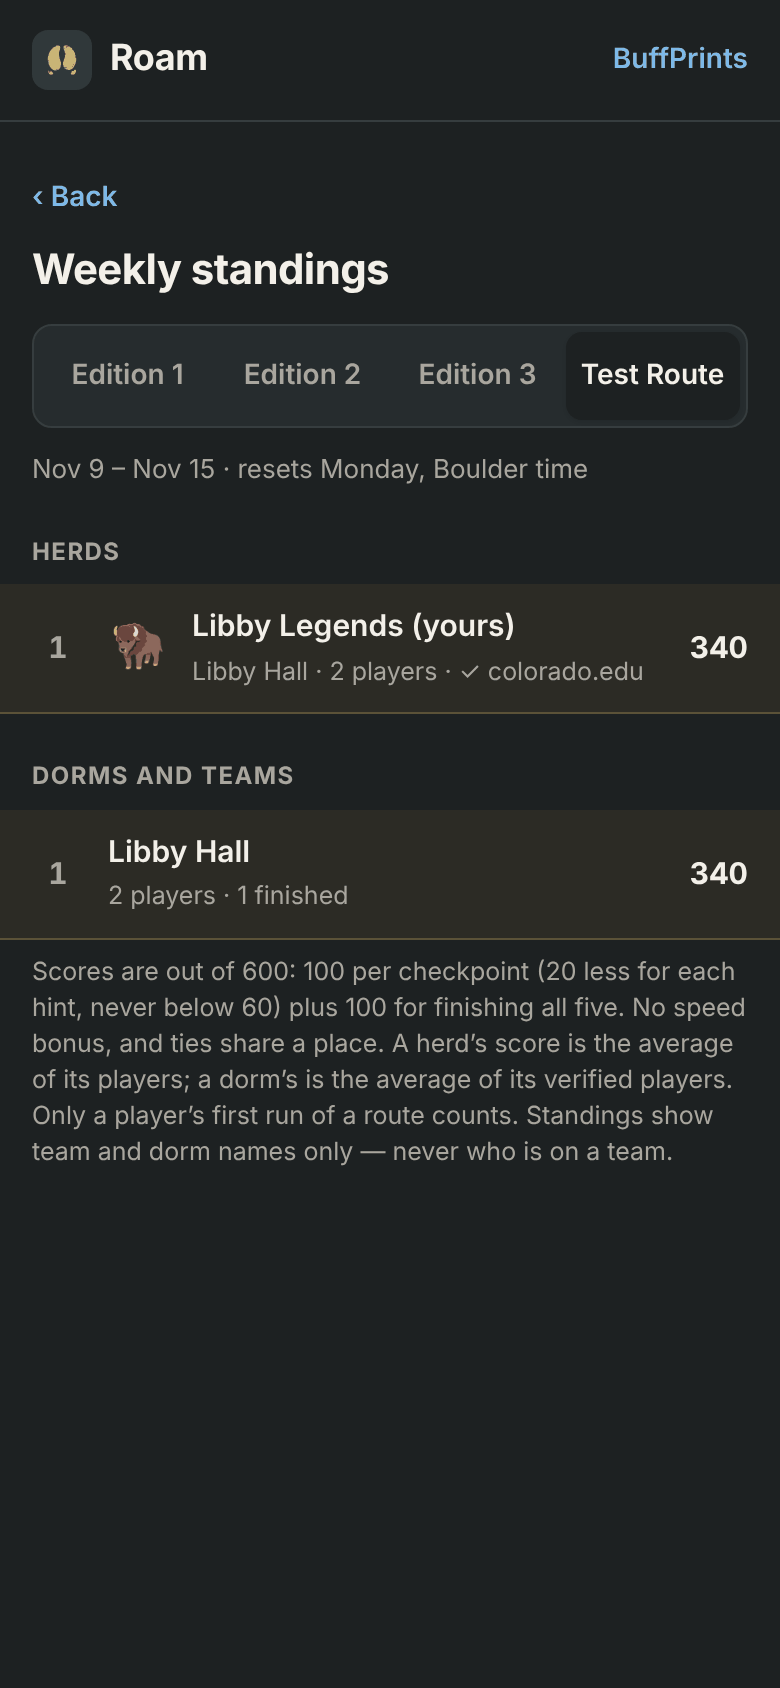 Roam
BuffPrints
‹ Back
Weekly standings
Edition 1
Edition 2
Edition 3
Test Route
Nov 9 – Nov 15 · resets Monday, Boulder time
HERDS
1
Libby Legends (yours)
Libby Hall · 2 players · ✓ colorado.edu
340
DORMS AND TEAMS
1
Libby Hall
2 players · 1 finished
340
Scores are out of 600: 100 per checkpoint (20 less for each
hint, never below 60) plus 100 for finishing all five. No speed
bonus, and ties share a place. A herd’s score is the average
of its players; a dorm’s is the average of its verified players.
Only a player’s first run of a route counts. Standings show
team and dorm names only — never who is on a team.